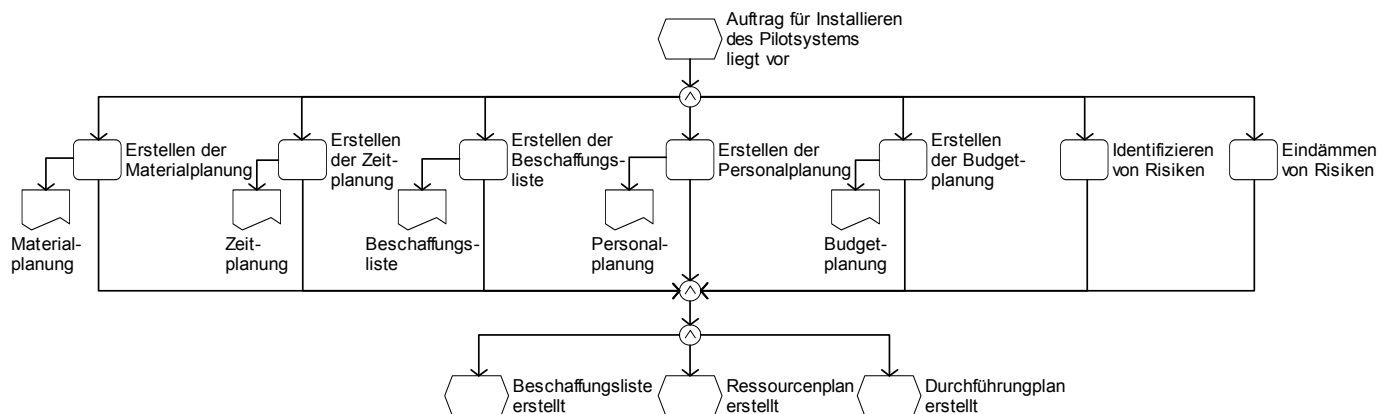 Auftrag für Installieren
des Pilotsystems
liegt vor
Erstellen der
Materialplanung
Erstellen
der Zeit-
planung
Erstellen der
Beschaffungs-
liste
Erstellen der
Personalplanung
Erstellen
der Budget-
planung
Identifizieren
von Risiken
Eindämmen
von Risiken
Material-
planung
Zeit-
planung
Beschaffungs-
liste
Personal-
planung
Budget-
planung
Beschaffungsliste
erstellt
Ressourcenplan
erstellt
Durchführungplan
erstellt